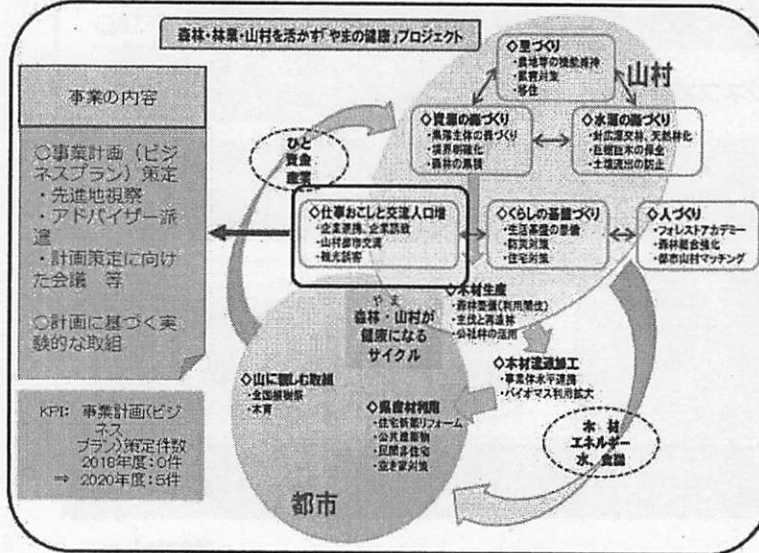 森林・林業・山村を活かす「やまの健康」プロジェクト
事業の内容
○事業計画（ビジ
ネスプラン）策定
・先進地視察
・アドバイザー派
遣
・計画策定に向け
た会議　等
○計画に基づく実
験的な取組
KPI：事業計画(ビジ
ネス
プラン)策定件数
2018年度：0件
⇒ 2020年度：5件
山村
◇里づくり
・農地等の機能維持
・獣害対策
・移住
◇資源の森づくり
・集落主体の森づくり
・境界明確化
・森林の集積
◇水源の森づくり
・針広混交林、天然林化
・巨樹巨木の保全
・土壌流出の防止
ひと
資金
産業
◇仕事おこしと交流人口増
・企業連携、企業誘致
・山村都市交流
・観光誘客
◇くらしの基盤づくり
・生活基盤の整備
・防災対策
・住宅対策
◇人づくり
・フォレストアカデミー
・森林組合強化
・都市山村マッチング
やま
森林・山村が
健康になる
サイクル
◇木材生産
・森林整備(利用間伐)
・主伐と再造林
・公社林の活用
◇木材流通加工
・事業体水平連携
・バイオマス利用拡大
◇山に親しむ取組
・全国植樹祭
・木育
◇県産材利用
・住宅新築リフォーム
・公共建築物
・民間非住宅
・空き家対策
木　材
エネルギー
水、食糧
都市